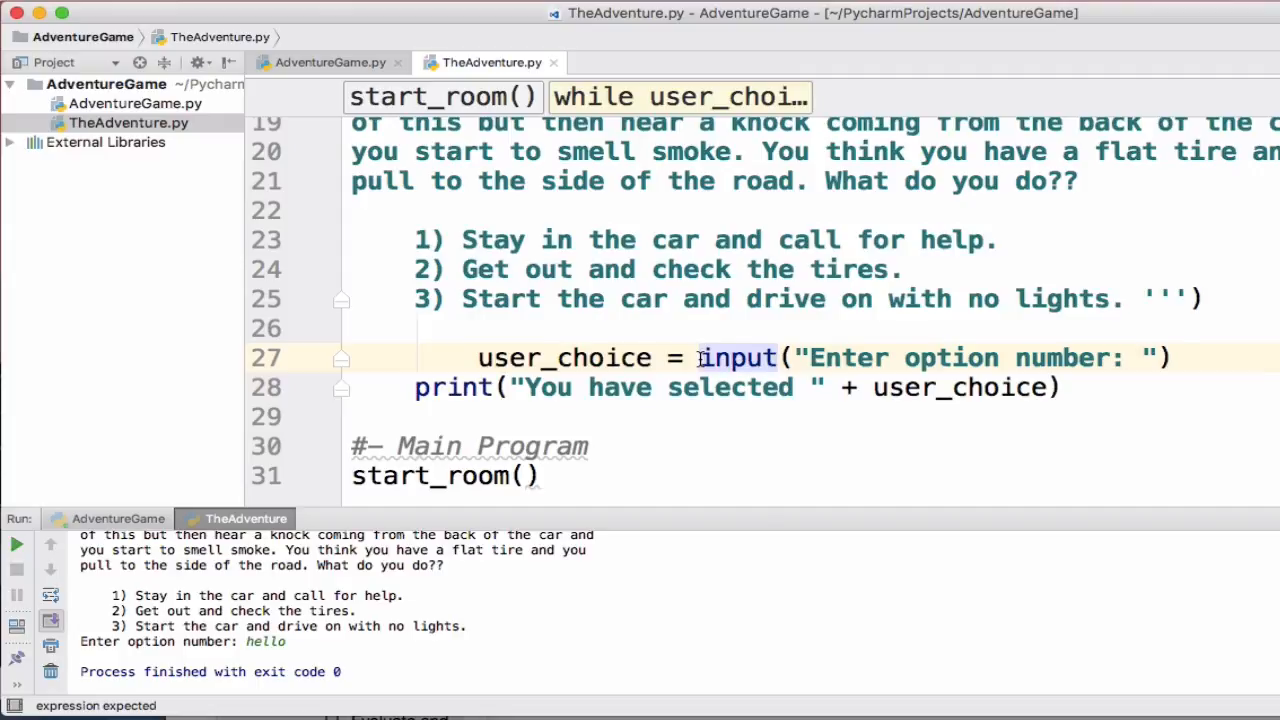 TheAdventure.py - AdventureGame - [~/PycharmProjects/AdventureGame]
AdventureGame TheAdventure.py
Project AdventureGame.py TheAdventure.py
AdventureGame ~/Pycharm
AdventureGame.py
TheAdventure.py
External Libraries
start_room() while user_choi…
19 of this but then hear a knock coming from the back of the c
20 you start to smell smoke. You think you have a flat tire an
21 pull to the side of the road. What do you do??
22
23 1) Stay in the car and call for help.
24 2) Get out and check the tires.
25 3) Start the car and drive on with no lights. ''')
26
27 user_choice = input("Enter option number: ")
28 print("You have selected " + user_choice)
29
30 #— Main Program
31 start_room()
Run: AdventureGame TheAdventure
of this but then hear a knock coming from the back of the car and
you start to smell smoke. You think you have a flat tire and you
pull to the side of the road. What do you do??
1) Stay in the car and call for help.
2) Get out and check the tires.
3) Start the car and drive on with no lights.
Enter option number: hello
Process finished with exit code 0
expression expected